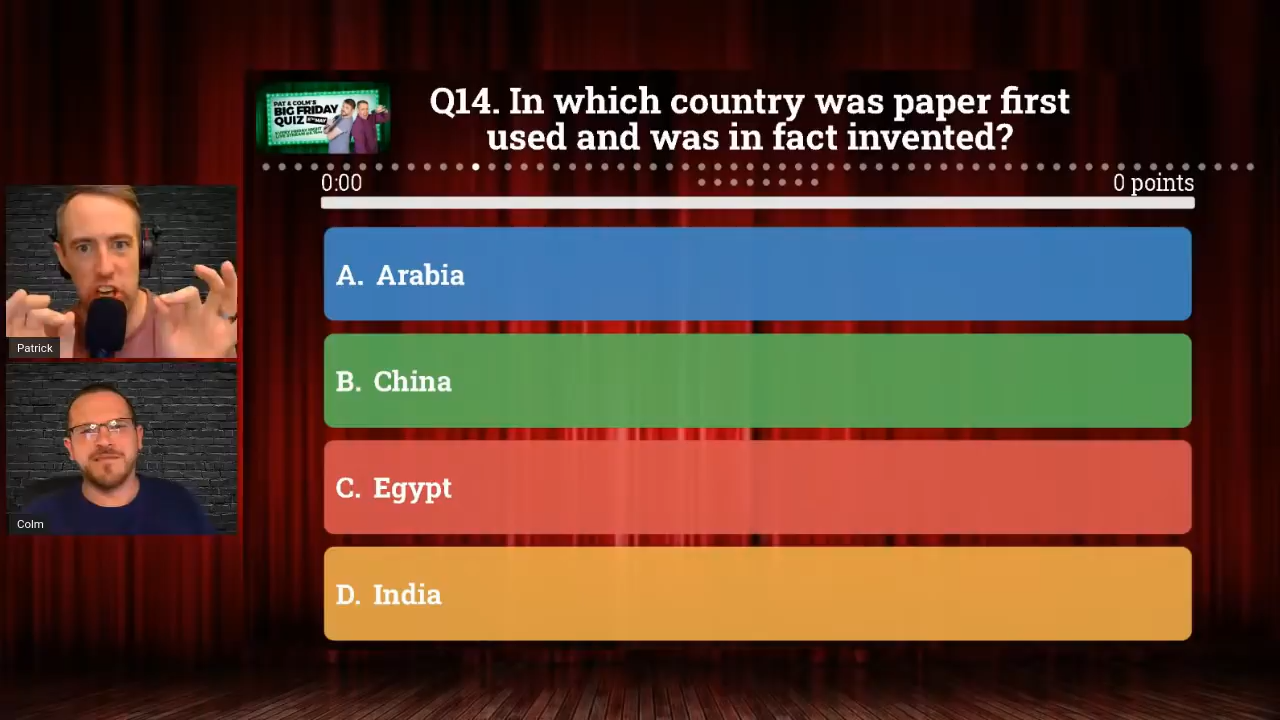 PAT & COLM'S
BIG FRIDAY
QUIZ
Q14. In which country was paper first
used and was in fact invented?
0:00
0 points
A. Arabia
B. China
C. Egypt
D. India
Patrick
Colm